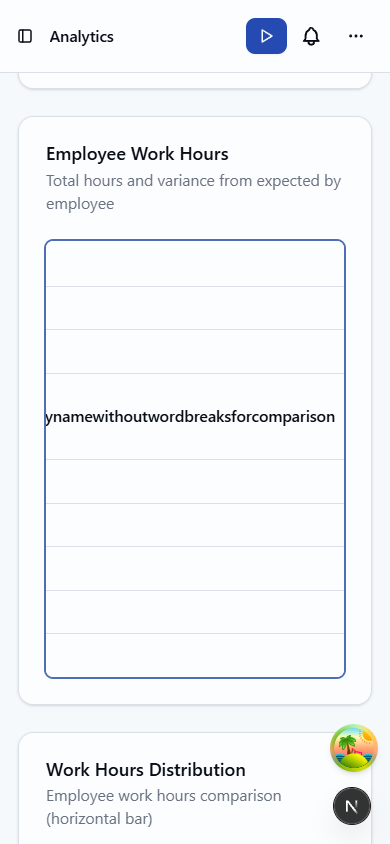 Analytics
Employee Work Hours
Total hours and variance from expected by
employee
ynamewithoutwordbreaksforcomparison
Work Hours Distribution
Employee work hours comparison
(horizontal bar)
N